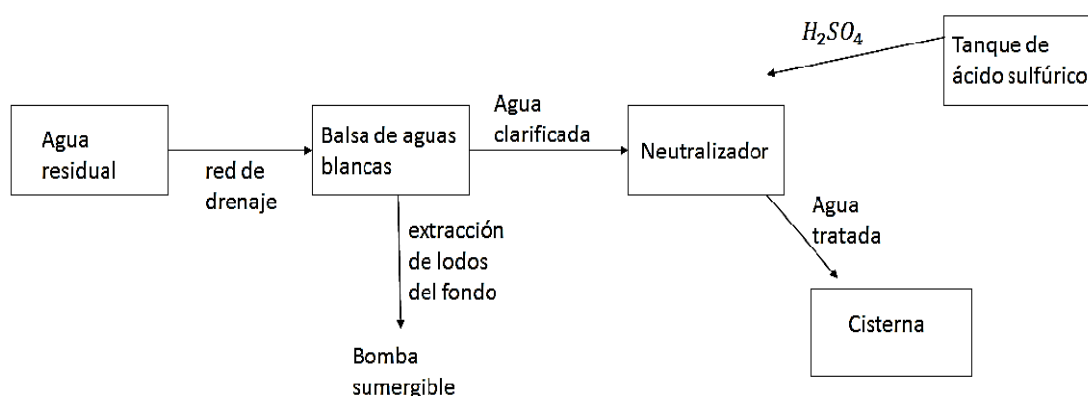 H₂SO₄
Tanque de
ácido sulfúrico
Agua
residual
red de
drenaje
Balsa de aguas
blancas
Agua
clarificada
Neutralizador
extracción
de lodos
del fondo
Bomba
sumergible
Agua
tratada
Cisterna